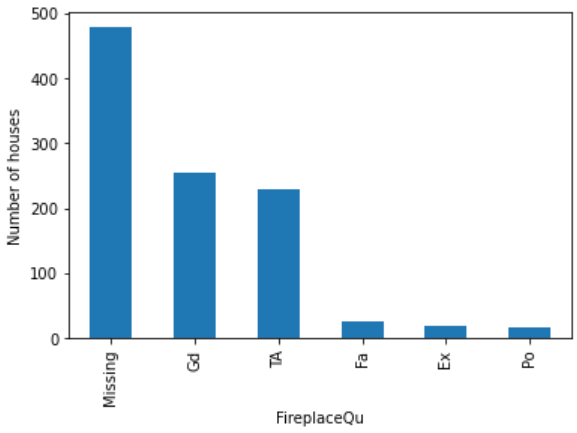 500
400
300
200
100
0
Number of houses
Missing
Gd
TA
Fa
Ex
Po
FireplaceQu